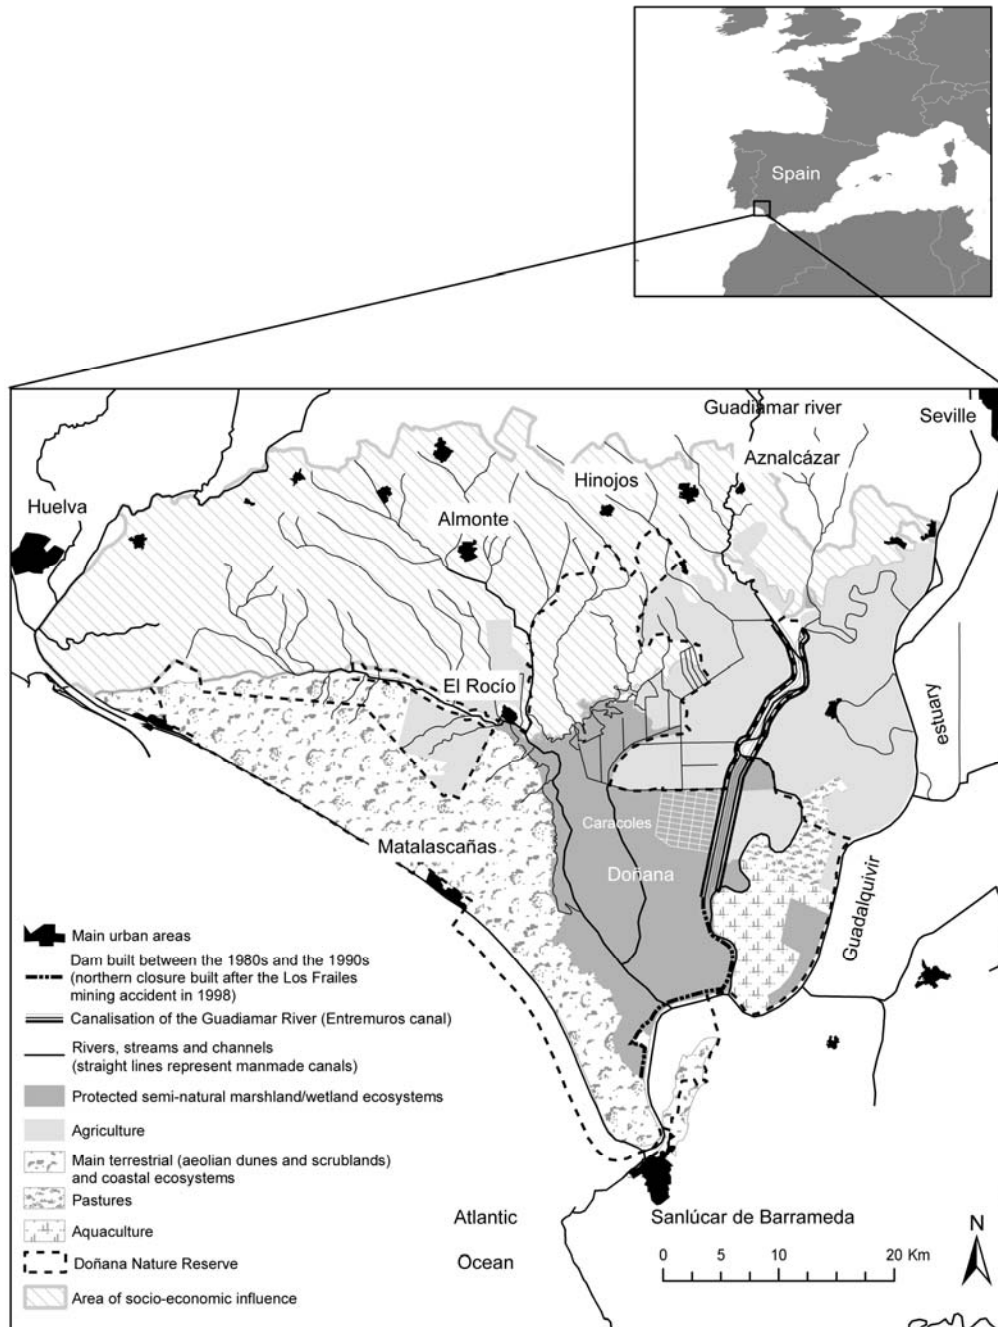 Spain
Guadiamar river
Seville
Aznalcázar
Hinojos
Huelva
Almonte
El Rocío
estuary
Caracoles
Matalascañas
Doñana
Guadalquivir
Main urban areas
Dam built between the 1980s and the 1990s
(northern closure built after the Los Frailes
mining accident in 1998)
Canalisation of the Guadiamar River (Entremuros canal)
Rivers, streams and channels
(straight lines represent manmade canals)
Protected semi-natural marshland/wetland ecosystems
Agriculture
Main terrestrial (aeolian dunes and scrublands)
and coastal ecosystems
Pastures
Aquaculture
Doñana Nature Reserve
Area of socio-economic influence
Atlantic
Ocean
Sanlúcar de Barrameda
0 5 10 20 Km
N